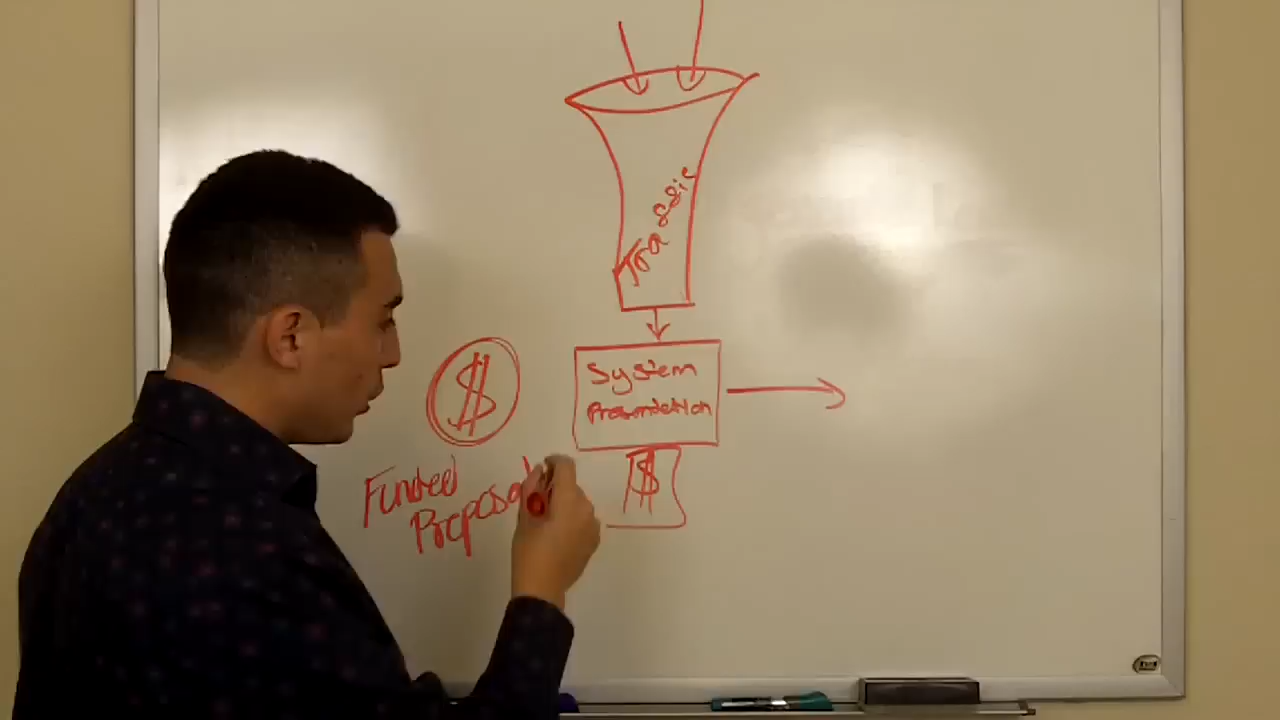 Traffic
System
Presentation
$
$
Funded
Proposal